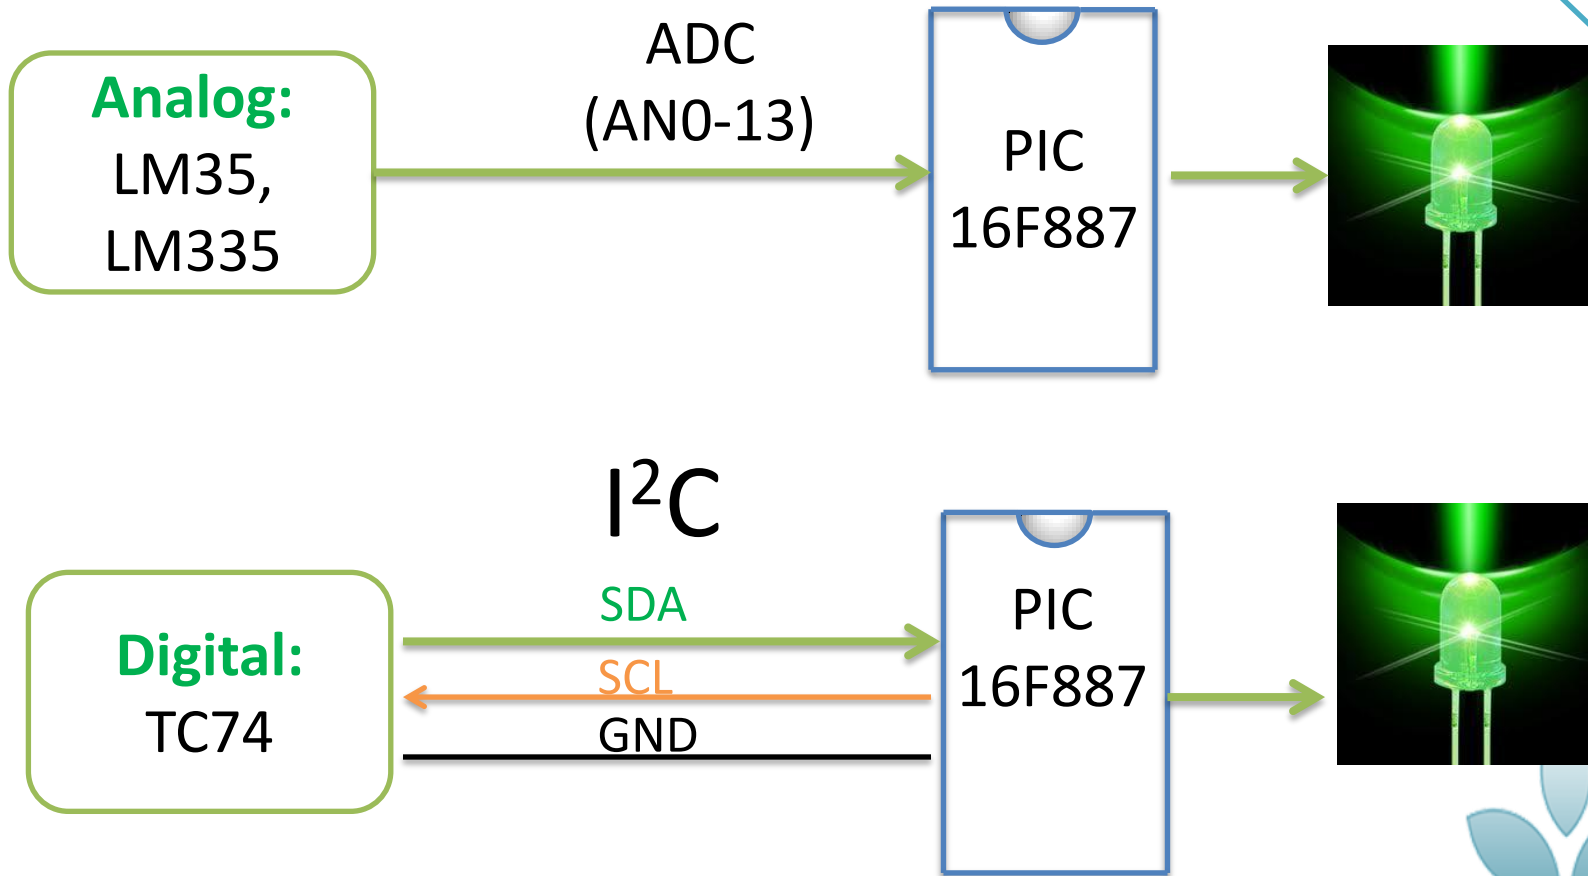 Analog:
LM35,
LM335
ADC
(AN0-13)
PIC
16F887
I²C
Digital:
TC74
SDA
SCL
GND
PIC
16F887